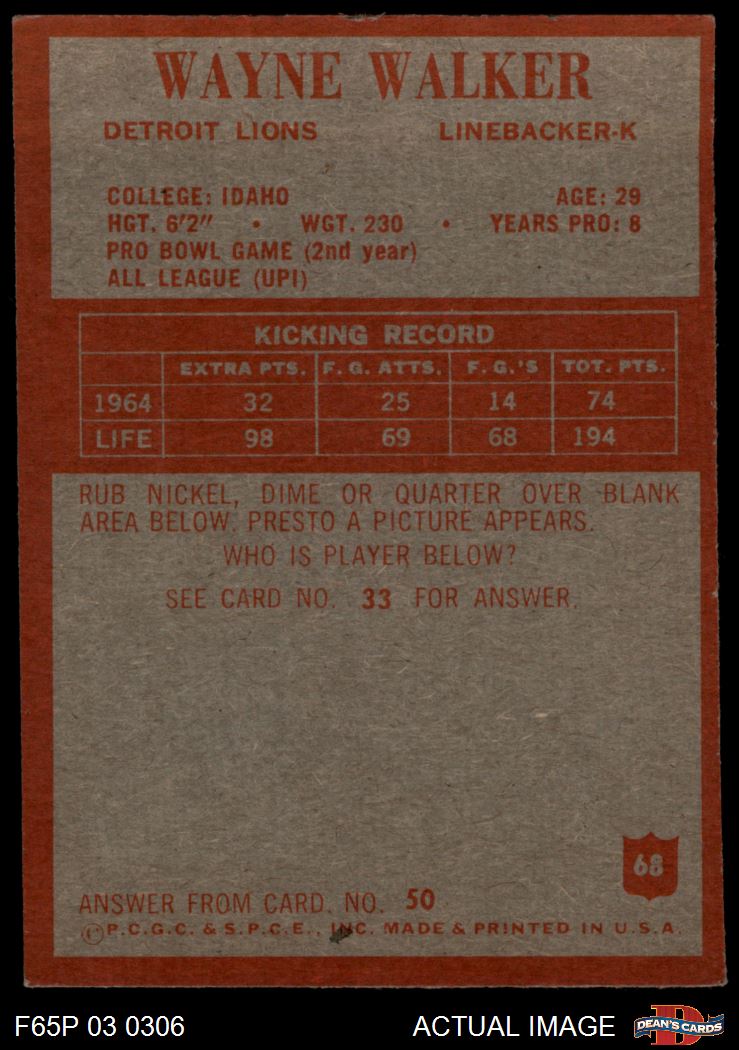 WAYNE WALKER
DETROIT LIONS LINEBACKER-K
COLLEGE: IDAHO AGE: 29
HGT. 6'2" • WGT. 230 • YEARS PRO: 8
PRO BOWL GAME (2nd year)
ALL LEAGUE (UPI)
KICKING RECORD
EXTRA PTS. F. G. ATTS. F. G.'S TOT. PTS.
1964 32 25 14 74
LIFE 98 69 68 194
RUB NICKEL, DIME OR QUARTER OVER BLANK
AREA BELOW. PRESTO A PICTURE APPEARS.
WHO IS PLAYER BELOW?
SEE CARD NO. 33 FOR ANSWER.
68
ANSWER FROM CARD. NO. 50
© P.C.G.C. & S.P.C.E., INC. MADE & PRINTED IN U.S.A.
F65P 03 0306 ACTUAL IMAGE D DEAN'S CARDS